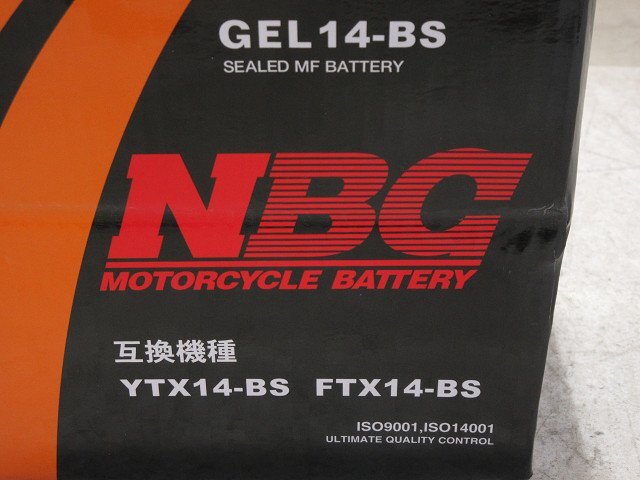 GEL14-BS
SEALED MF BATTERY
NBC
MOTORCYCLE BATTERY
互換機種
YTX14-BS FTX14-BS
ISO9001,ISO14001
ULTIMATE QUALITY CONTROL